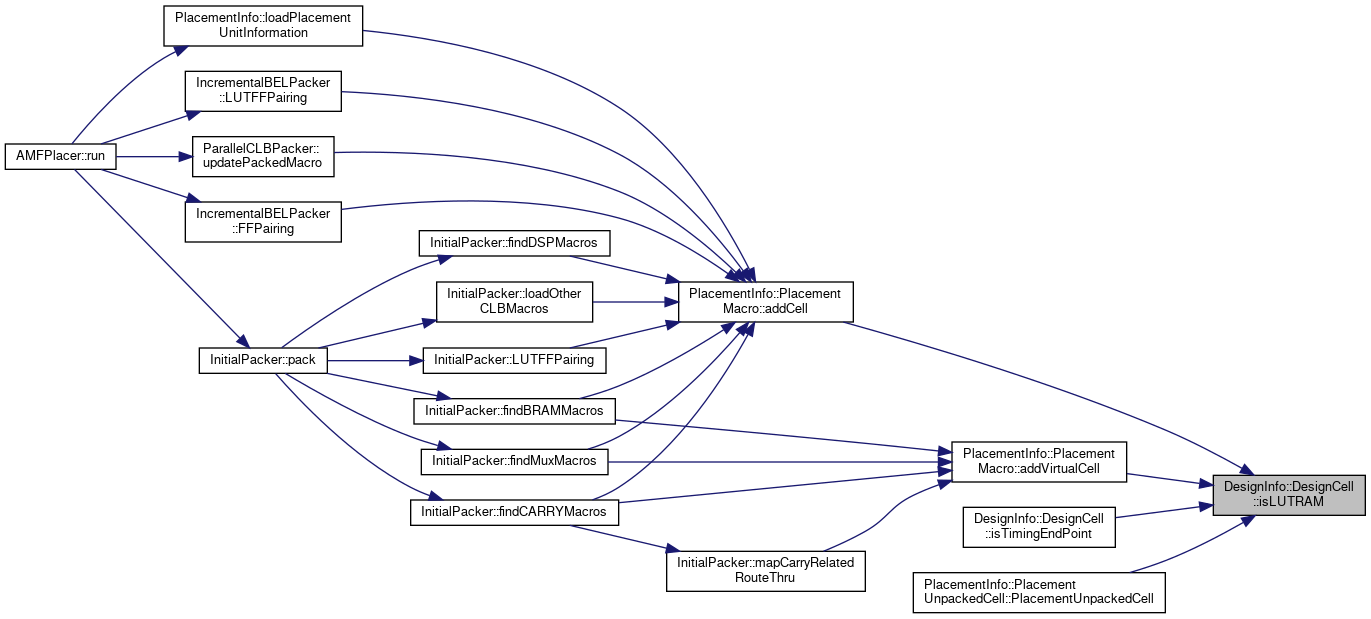 PlacementInfo::loadPlacement
UnitInformation
IncrementalBELPacker
::LUTFFPairing
AMFPlacer::run
ParallelCLBPacker::
updatePackedMacro
IncrementalBELPacker
::FFPairing
InitialPacker::findDSPMacros
InitialPacker::loadOther
CLBMacros
PlacementInfo::Placement
Macro::addCell
InitialPacker::pack
InitialPacker::LUTFFPairing
InitialPacker::findBRAMMacros
InitialPacker::findMuxMacros
InitialPacker::findCARRYMacros
PlacementInfo::Placement
Macro::addVirtualCell
DesignInfo::DesignCell
::isLUTRAM
DesignInfo::DesignCell
::isTimingEndPoint
InitialPacker::mapCarryRelated
RouteThru
PlacementInfo::Placement
UnpackedCell::PlacementUnpackedCell